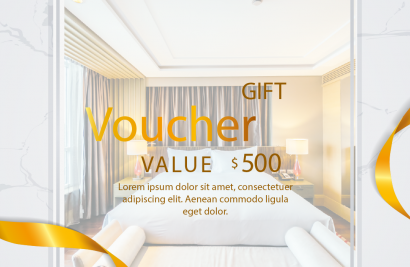 GIFT
Voucher
VALUE $500
Lorem ipsum dolor sit amet, consectetuer
adipiscing elit. Aenean commodo ligula
eget dolor.